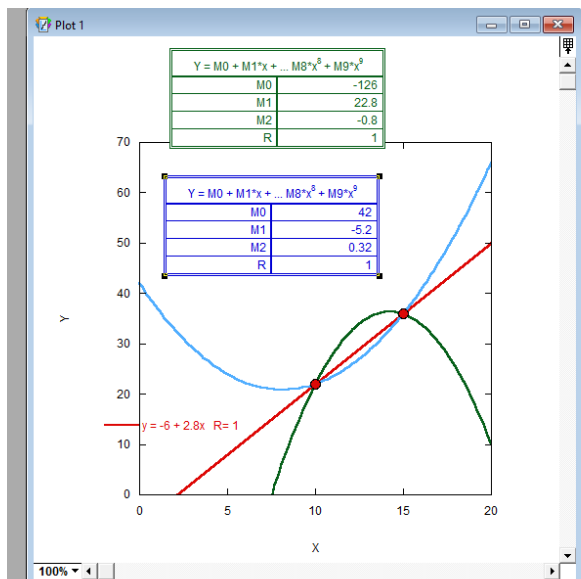 Plot 1
Y = M0 + M1*x + ... M8*x⁸ + M9*x⁹
M0 -126
M1 22.8
M2 -0.8
R 1
Y = M0 + M1*x + ... M8*x⁸ + M9*x⁹
M0 42
M1 -5.2
M2 0.32
R 1
70
60
50
40
30
20
10
0
Y
y = -6 + 2.8x R= 1
0 5 10 15 20
X
100%